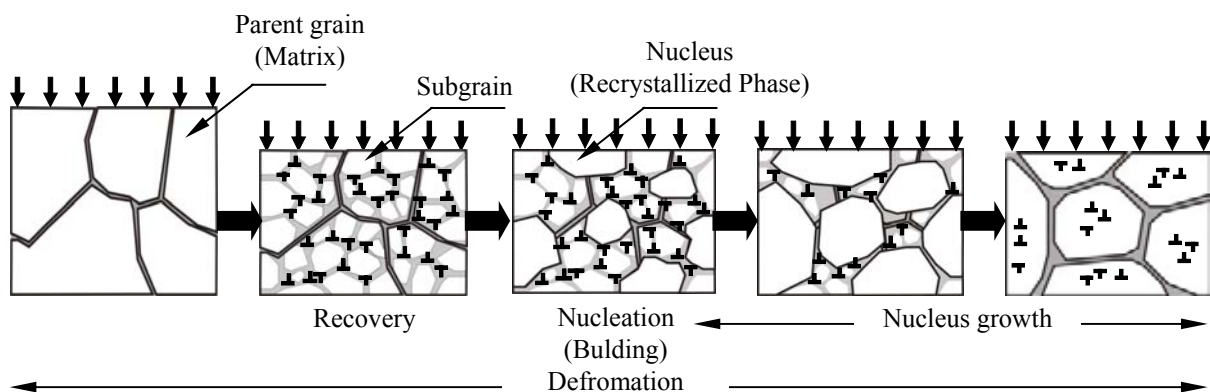 Parent grain
(Matrix)
Subgrain
Nucleus
(Recrystallized Phase)
Recovery
Nucleation
(Bulding)
Nucleus growth
Defromation